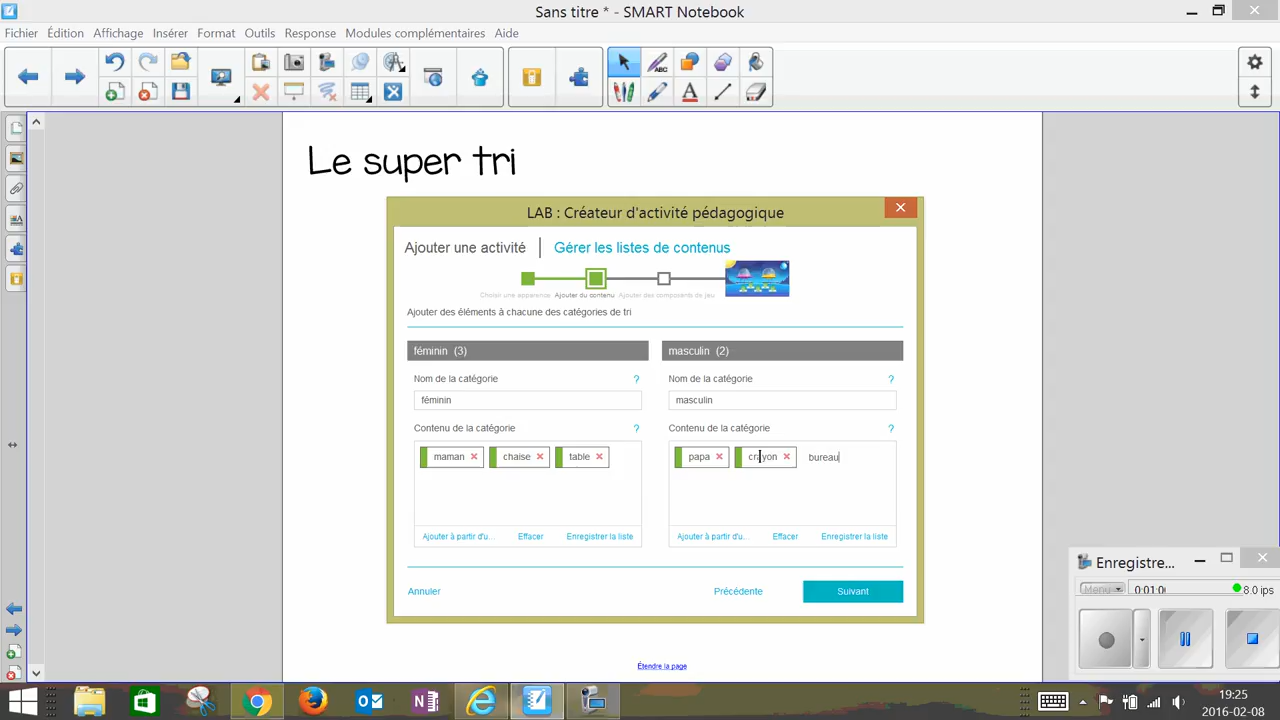 Sans titre * - SMART Notebook
Fichier Édition Affichage Insérer Format Outils Réponse Modules complémentaires Aide
Le super tri
LAB : Créateur d'activité pédagogique
Ajouter une activité Gérer les listes de contenus
Choisir une apparence Ajouter du contenu Ajouter des composants de jeu
Ajouter des éléments à chacune des catégories de tri
féminin (3) masculin (2)
Nom de la catégorie ? Nom de la catégorie ?
féminin masculin
Contenu de la catégorie ? Contenu de la catégorie ?
maman chaise table papa crayon bureau
Ajouter à partir d'u... Effacer Enregistrer la liste Ajouter à partir d'u... Effacer Enregistrer la liste
Annuler Précédente Suivant
Enregistre...
Menu 8.0 ips
Étendre la page
19:25
2016-02-08